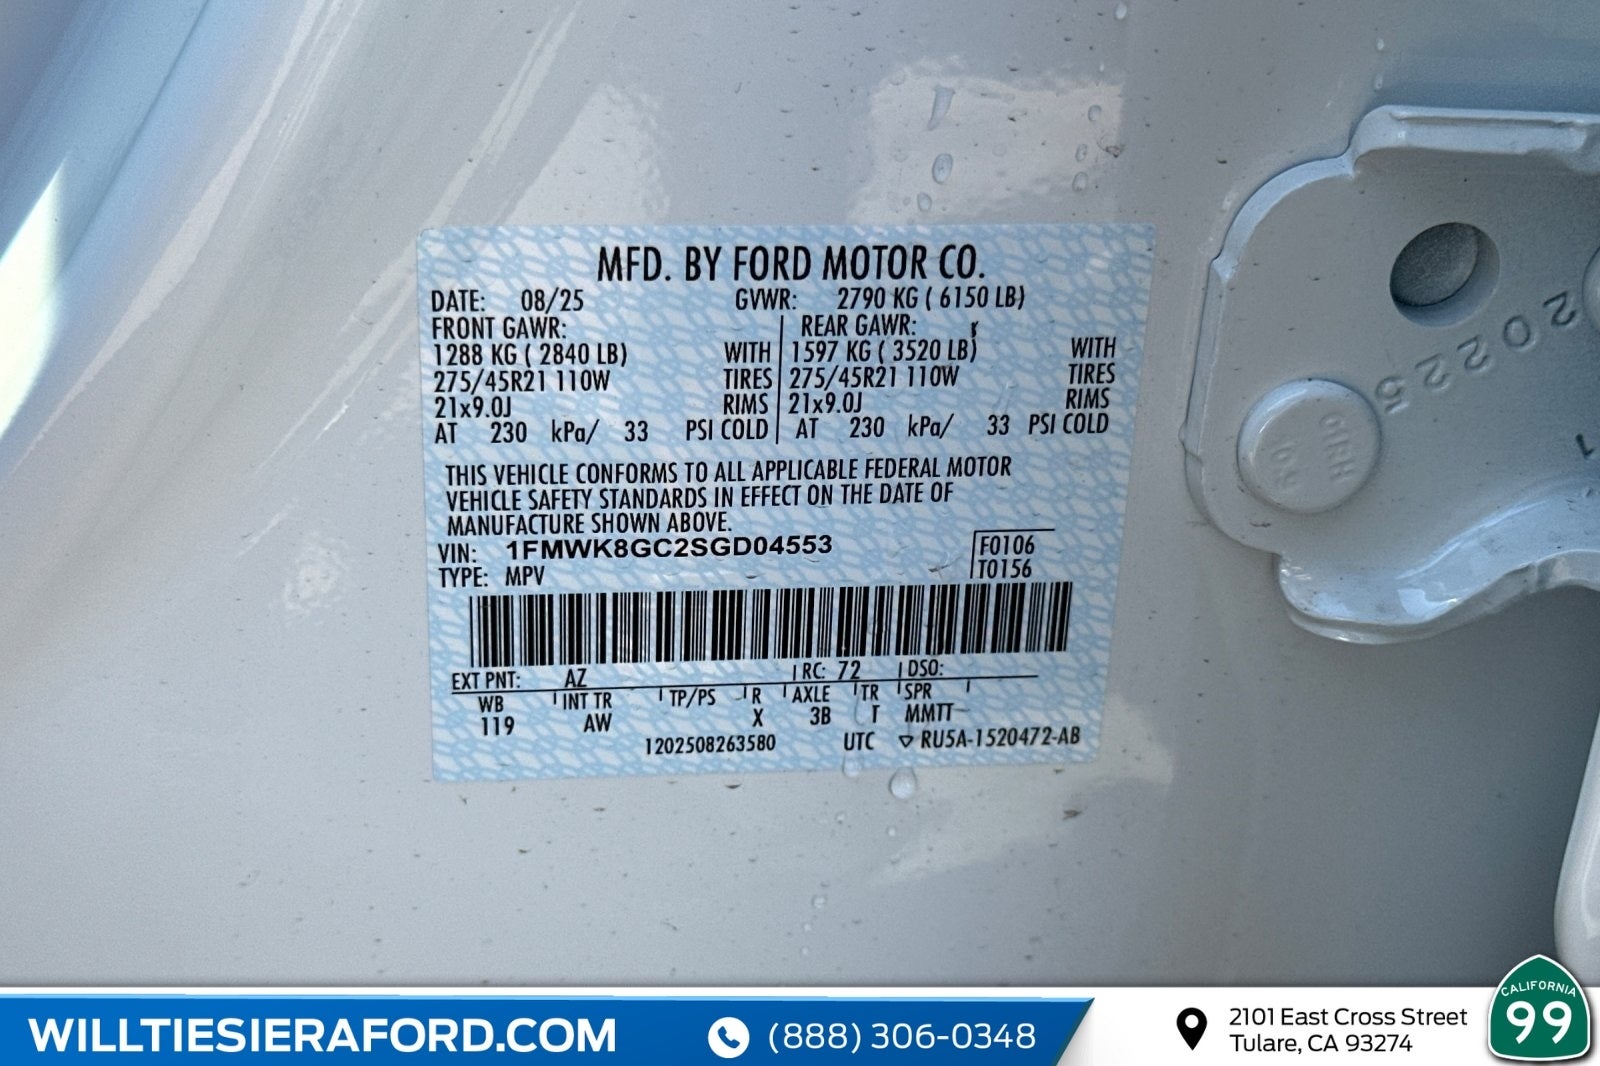 MFD. BY FORD MOTOR CO.
DATE: 08/25 GVWR: 2790 KG ( 6150 LB)
FRONT GAWR: REAR GAWR:
1288 KG ( 2840 LB) WITH 1597 KG ( 3520 LB) WITH
275/45R21 110W TIRES 275/45R21 110W TIRES
21x9.0J RIMS 21x9.0J RIMS
AT 230 kPa/ 33 PSI COLD AT 230 kPa/ 33 PSI COLD
THIS VEHICLE CONFORMS TO ALL APPLICABLE FEDERAL MOTOR
VEHICLE SAFETY STANDARDS IN EFFECT ON THE DATE OF
MANUFACTURE SHOWN ABOVE.
VIN: 1FMWK8GC2SGD04553 F0106
TYPE: MPV T0156
EXT PNT: AZ RC: 72 DSO:
WB INT TR TP/PS R AXLE TR SPR
119 AW X 3B T MMTT
1202508263580 UTC ▽ RU5A-1520472-AB
20225
WILLTIESIERAFORD.COM
(888) 306-0348
2101 East Cross Street
Tulare, CA 93274
CALIFORNIA
99